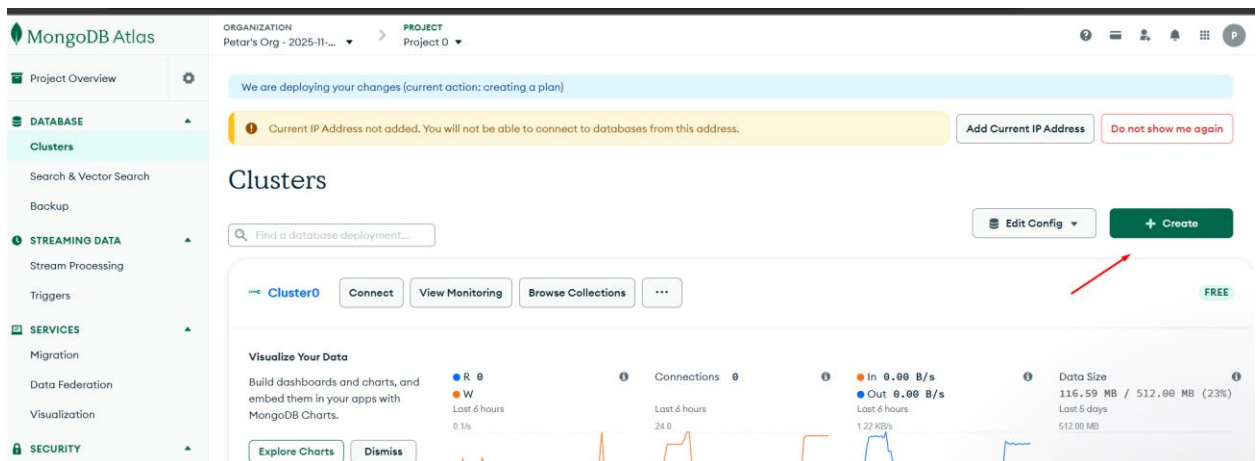 MongoDB Atlas
ORGANIZATION
Petar's Org - 2025-11-...
PROJECT
Project 0
P
Project Overview
DATABASE
Clusters
Search & Vector Search
Backup
STREAMING DATA
Stream Processing
Triggers
SERVICES
Migration
Data Federation
Visualization
SECURITY
We are deploying your changes (current action: creating a plan)
Current IP Address not added. You will not be able to connect to databases from this address.
Add Current IP Address
Do not show me again
Clusters
Find a database deployment...
Edit Config
+ Create
Cluster0
Connect
View Monitoring
Browse Collections
...
FREE
Visualize Your Data
Build dashboards and charts, and
embed them in your apps with
MongoDB Charts.
Explore Charts
Dismiss
R 0
W
Last 6 hours
0.1/s
Connections 0
Last 6 hours
24.0
In 0.00 B/s
Out 0.00 B/s
Last 6 hours
1.22 KB/s
Data Size
116.59 MB / 512.00 MB (23%)
Last 5 days
512.00 MB